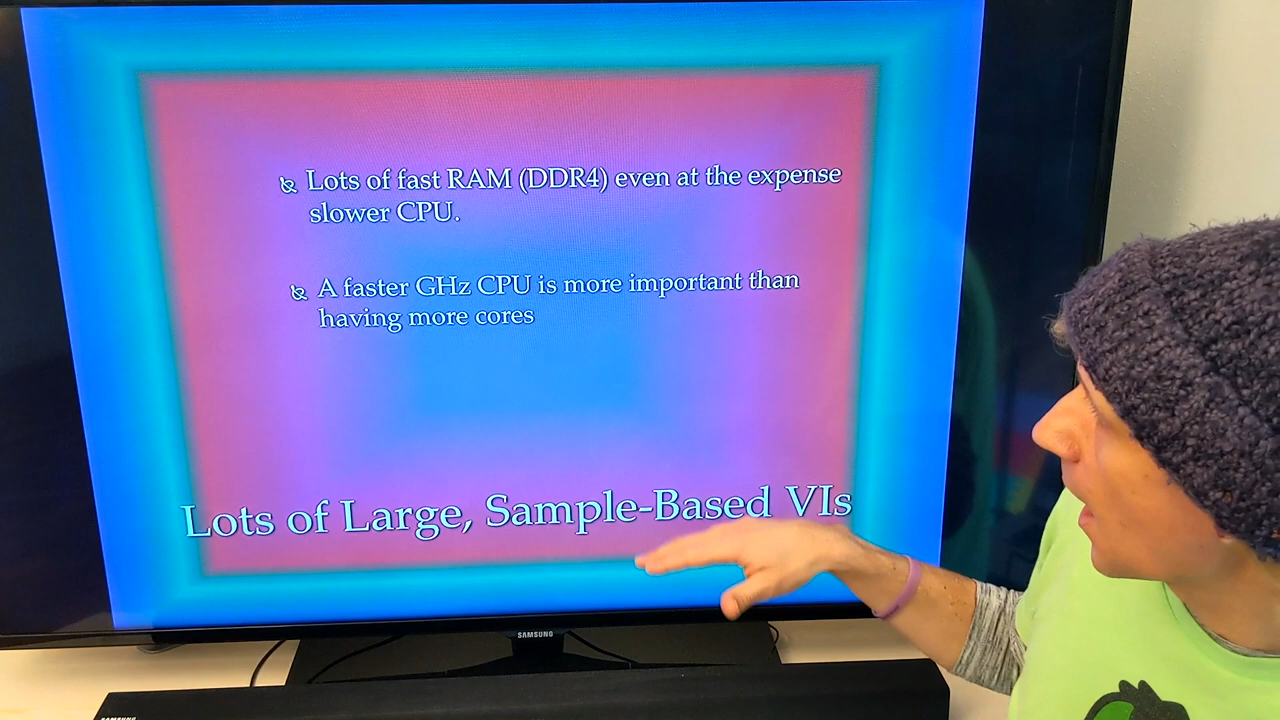 Lots of fast RAM (DDR4) even at the expense
slower CPU.
A faster GHz CPU is more important than
having more cores
Lots of Large, Sample-Based VIs
SAMSUNG
SAMSUNG